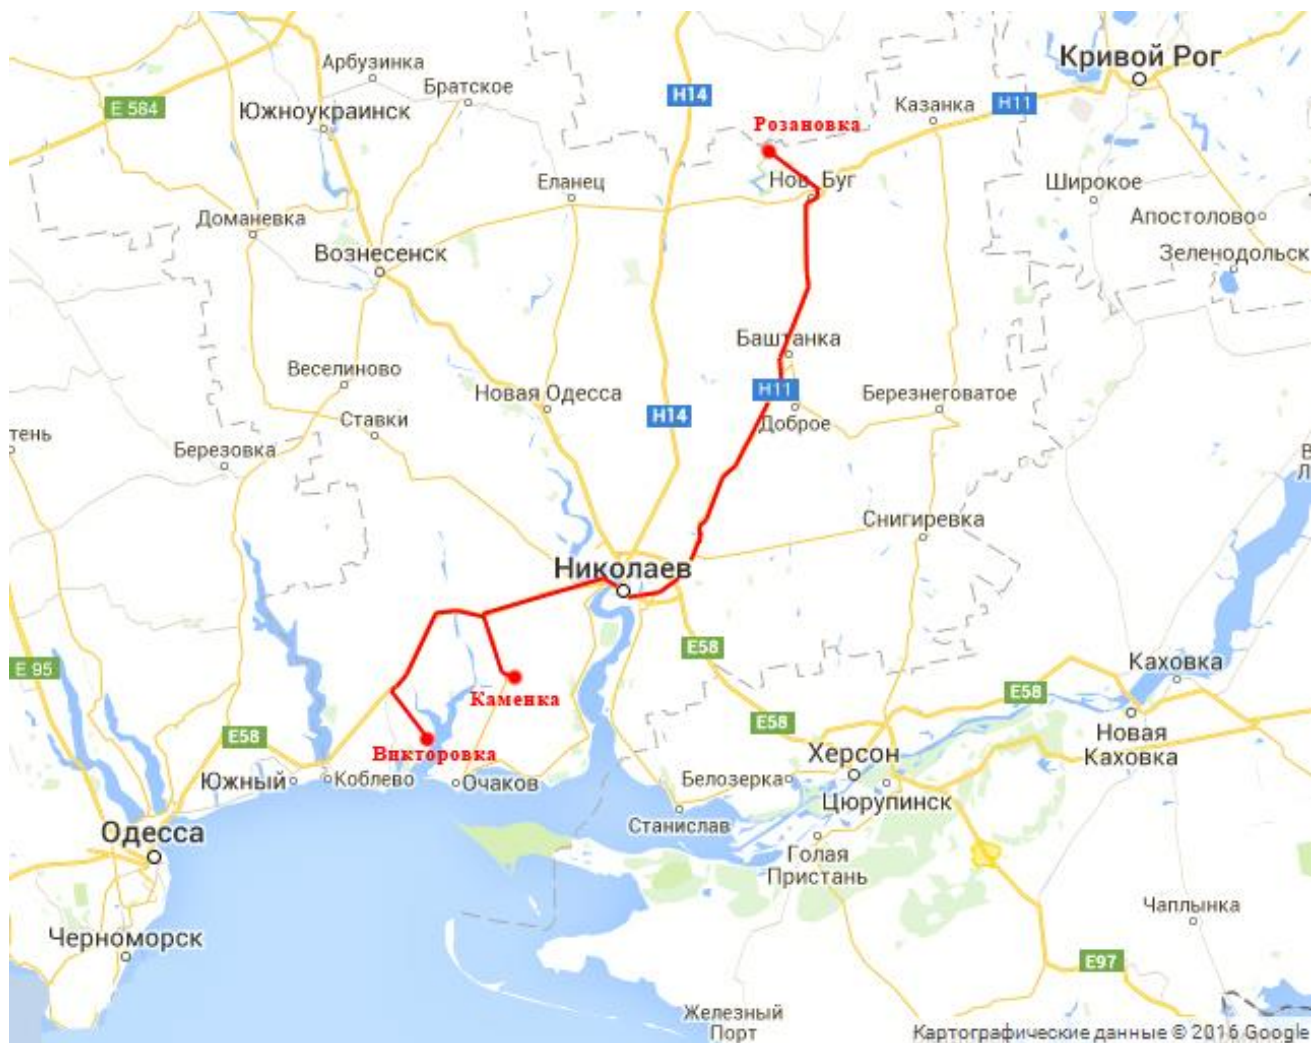 Кривой Рог
Арбузинка
Братское
H14
E 584
Южноукраинск
Казанка
H11
Розановка
Нов. Буг
Еланец
Широкое
Апостолово
Доманевка
Вознесенск
Зеленодольск
Баштанка
Веселиново
Новая Одесса
H11
Березнеговатое
H14
Ставки
Доброе
тень
Березовка
В
Л
Снигиревка
Николаев
E58
E 95
Каховка
Каменка
E58
Новая
Каховка
E58
E58
Викторовка
Херсон
Южный
Коблево
Очаков
Белозерка
Цюрупинск
Станислав
Одесса
Голая
Пристань
Чаплынка
Черноморск
E97
Железный
Порт
Картографические данные © 2016 Google